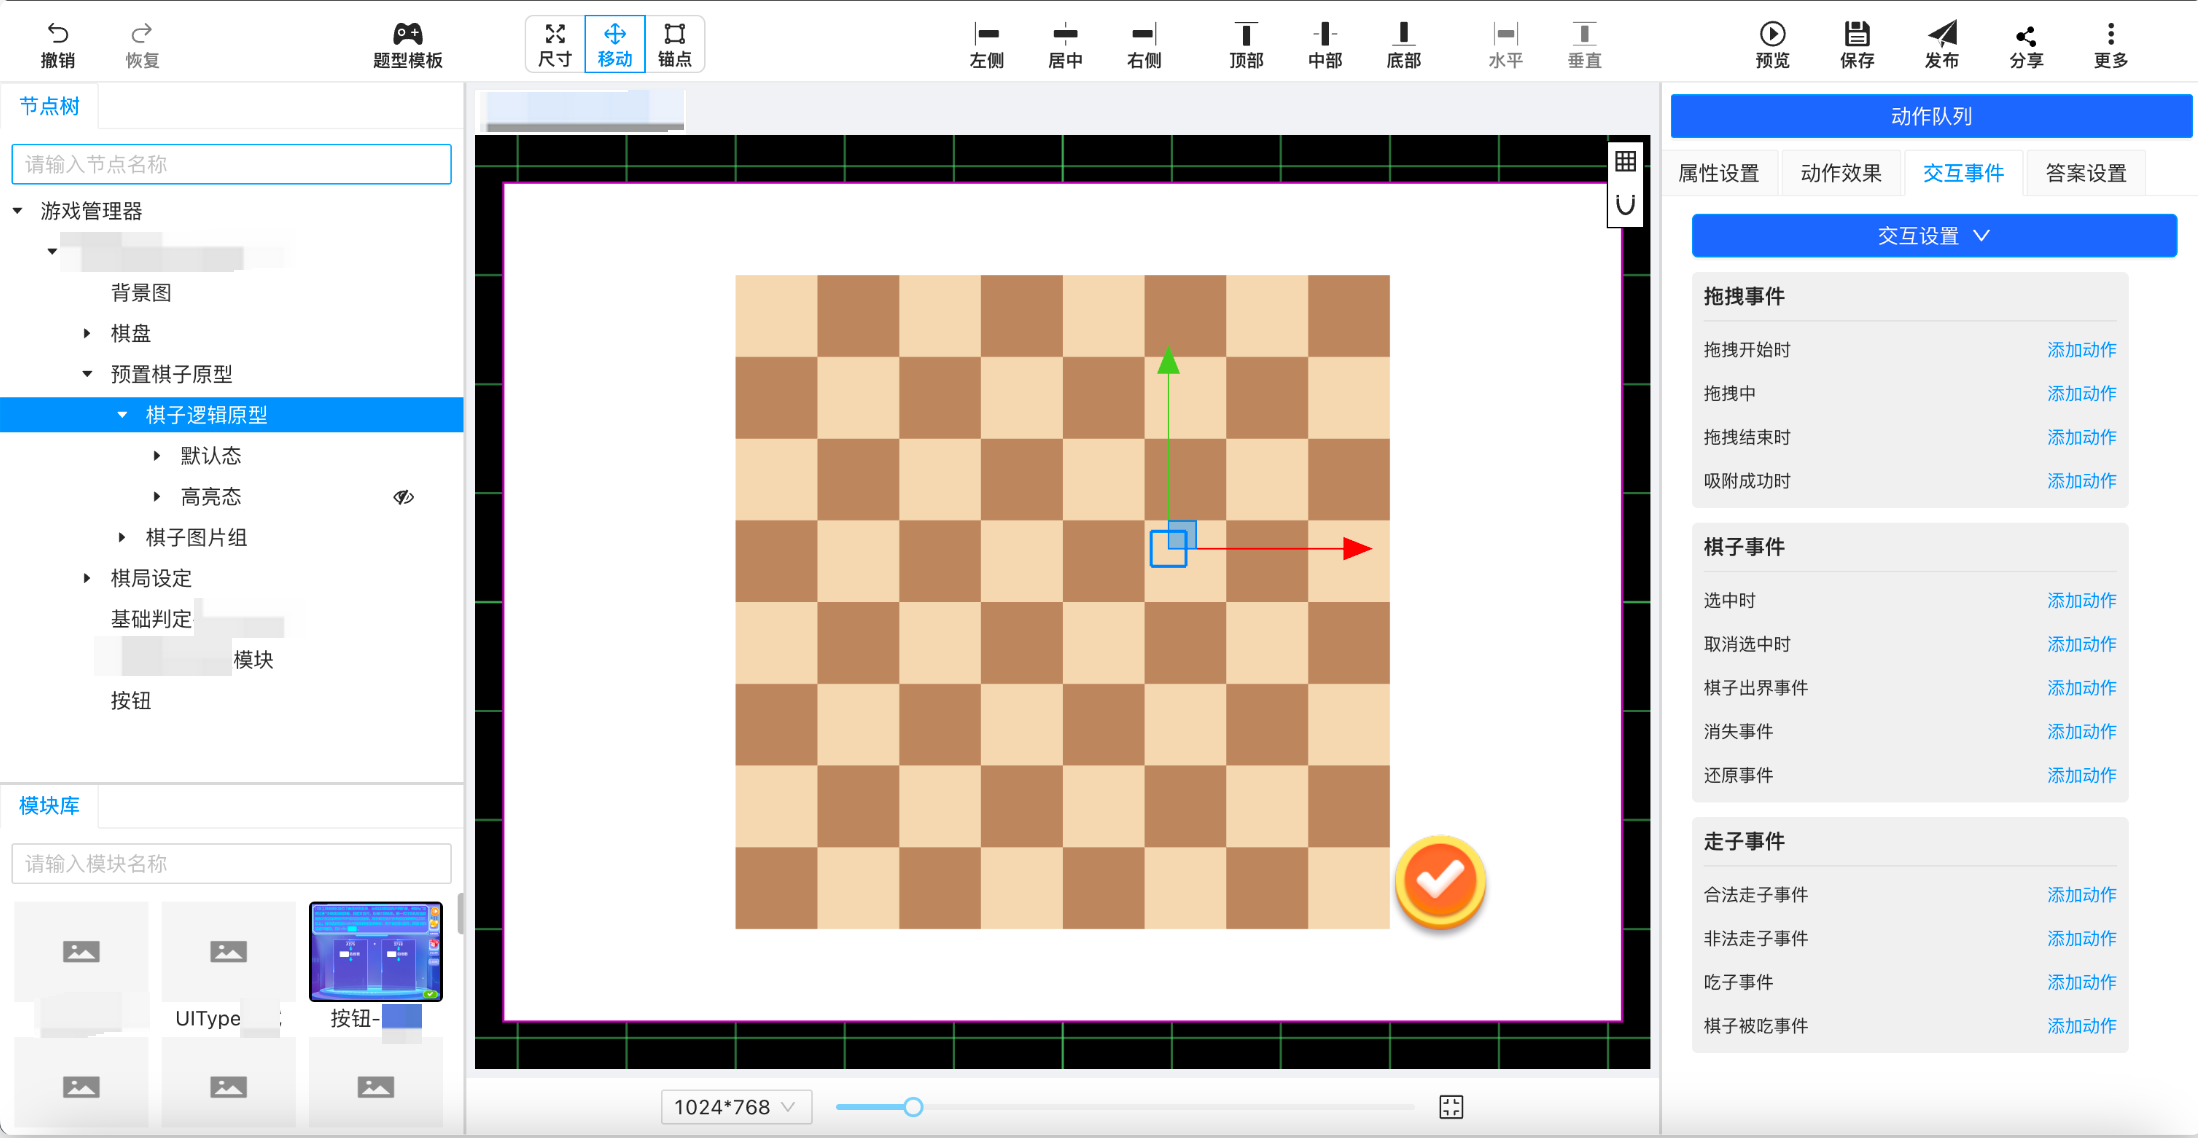 撤销
恢复
题型模板
尺寸
移动
锚点
左侧
居中
右侧
顶部
中部
底部
水平
垂直
预览
保存
发布
分享
更多
节点树
请输入节点名称
游戏管理器
背景图
棋盘
预置棋子原型
棋子逻辑原型
默认态
高亮态
棋子图片组
棋局设定
基础判定
模块
按钮
模块库
请输入模块名称
UIType
按钮-
1024*768
动作队列
属性设置
动作效果
交互事件
答案设置
交互设置
拖拽事件
拖拽开始时 添加动作
拖拽中 添加动作
拖拽结束时 添加动作
吸附成功时 添加动作
棋子事件
选中时 添加动作
取消选中时 添加动作
棋子出界事件 添加动作
消失事件 添加动作
还原事件 添加动作
走子事件
合法走子事件 添加动作
非法走子事件 添加动作
吃子事件 添加动作
棋子被吃事件 添加动作